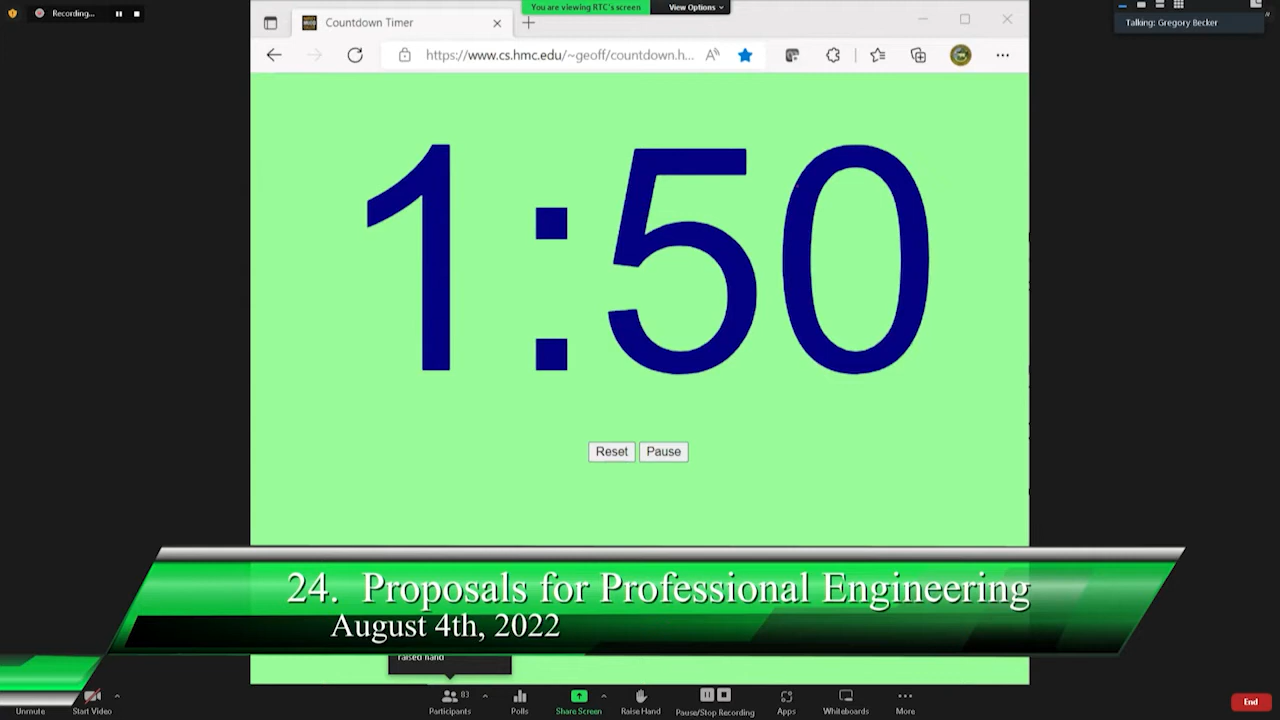 Recording...
You are viewing RTC's screen
View Options
Talking: Gregory Becker
Countdown Timer
https://www.cs.hmc.edu/~geoff/countdown.h...
1:50
Reset Pause
24. Proposals for Professional Engineering
August 4th, 2022
raised hand
83
Unmute Start Video Participants Polls Share Screen Raise Hand Pause/Stop Recording Apps Whiteboards More End